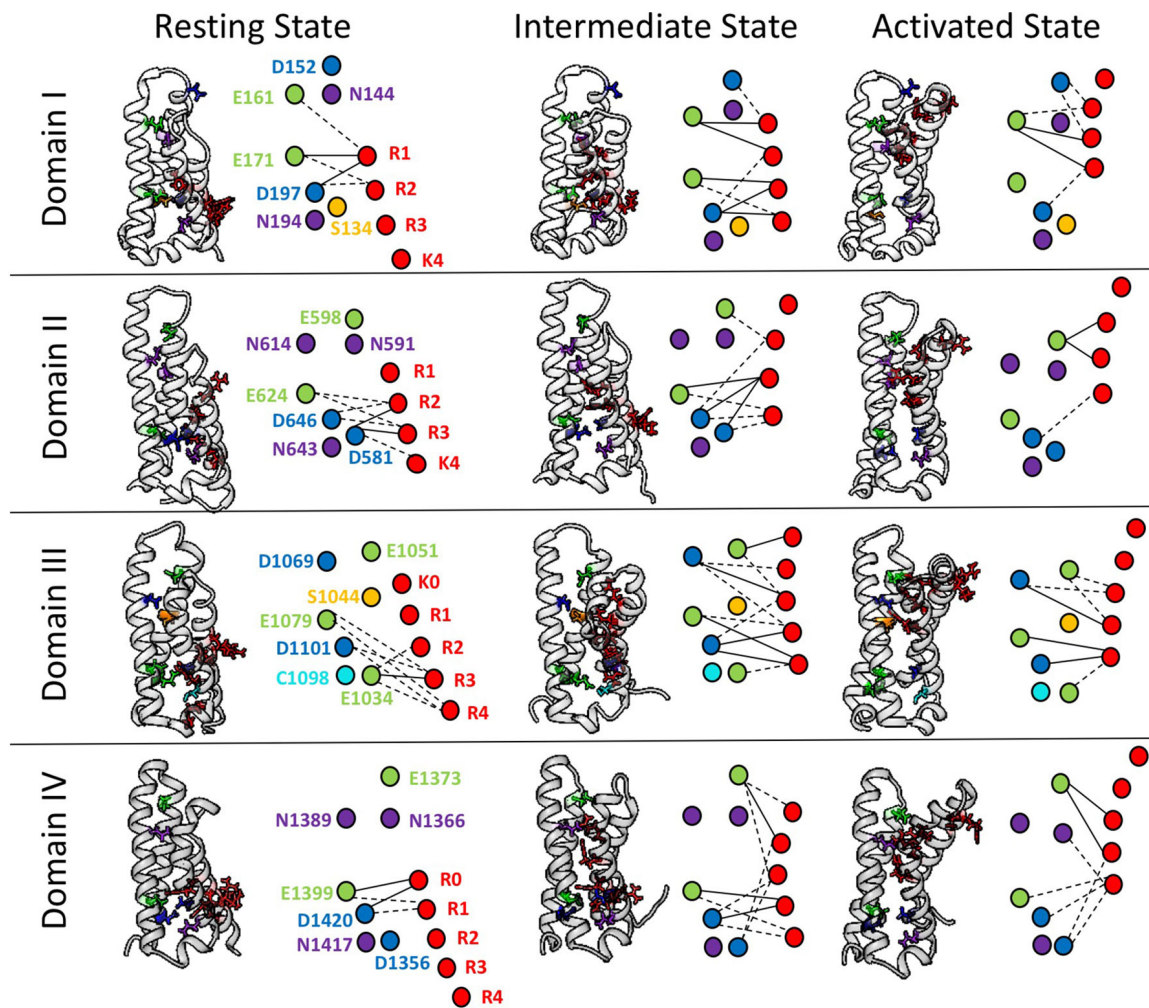 Resting State
Intermediate State
Activated State
Domain I
D152
E161
N144
E171
R1
D197
R2
N194
S134
R3
K4
Domain II
E598
N614
N591
R1
E624
R2
D646
R3
N643
D581
K4
Domain III
D1069
E1051
K0
S1044
R1
E1079
D1101
R2
C1098
R3
E1034
R4
Domain IV
E1373
N1389
N1366
R0
E1399
R1
D1420
R2
N1417
D1356
R3
R4